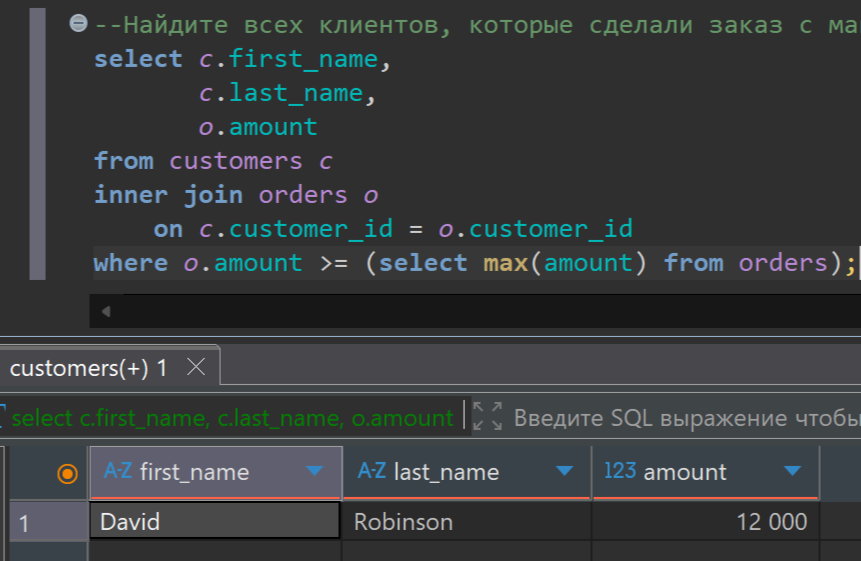 --Найдите всех клиентов, которые сделали заказ с ма
select c.first_name,
c.last_name,
o.amount
from customers c
inner join orders o
on c.customer_id = o.customer_id
where o.amount >= (select max(amount) from orders);
customers(+) 1
select c.first_name, c.last_name, o.amount Введите SQL выражение чтобы
A-Z first_name A-Z last_name 123 amount
1 David Robinson 12 000